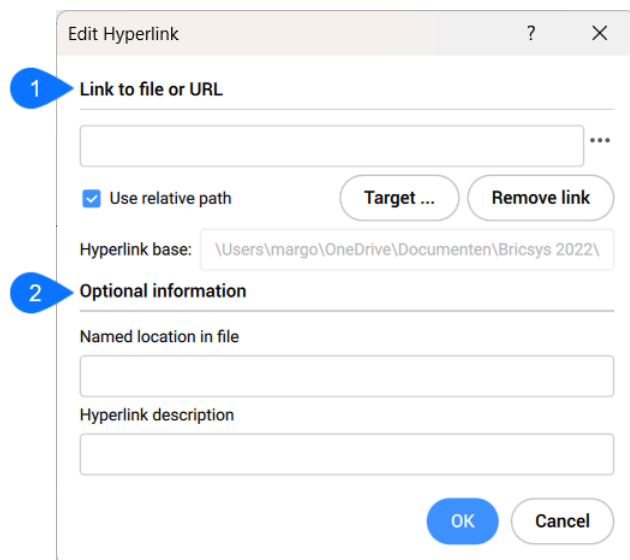 Edit Hyperlink ?
1 Link to file or URL
...
Use relative path Target ... Remove link
Hyperlink base: \Users\margo\OneDrive\Documenten\Bricsys 2022\
2 Optional information
Named location in file
Hyperlink description
OK Cancel